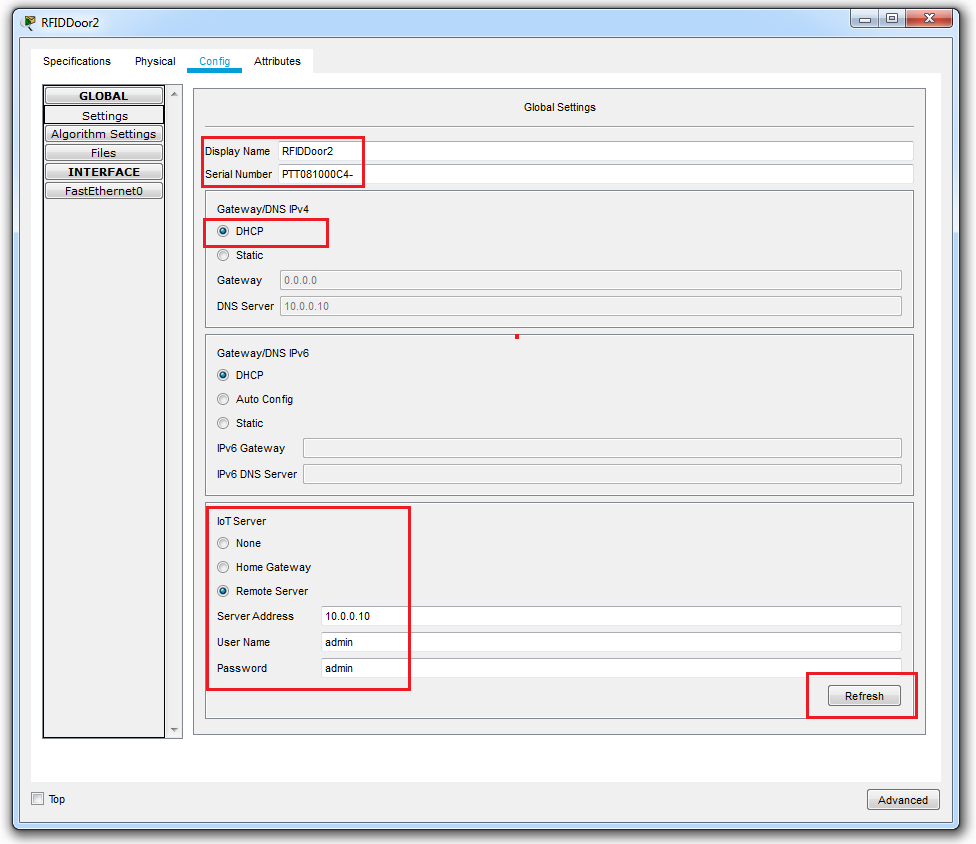 RFIDDoor2
Specifications Physical Config Attributes
GLOBAL
Settings
Algorithm Settings
Files
INTERFACE
FastEthernet0
Global Settings
Display Name RFIDDoor2
Serial Number PTT081000C4-
Gateway/DNS IPv4
DHCP
Static
Gateway 0.0.0.0
DNS Server 10.0.0.10
Gateway/DNS IPv6
DHCP
Auto Config
Static
IPv6 Gateway
IPv6 DNS Server
IoT Server
None
Home Gateway
Remote Server
Server Address 10.0.0.10
User Name admin
Password admin
Refresh
Top
Advanced